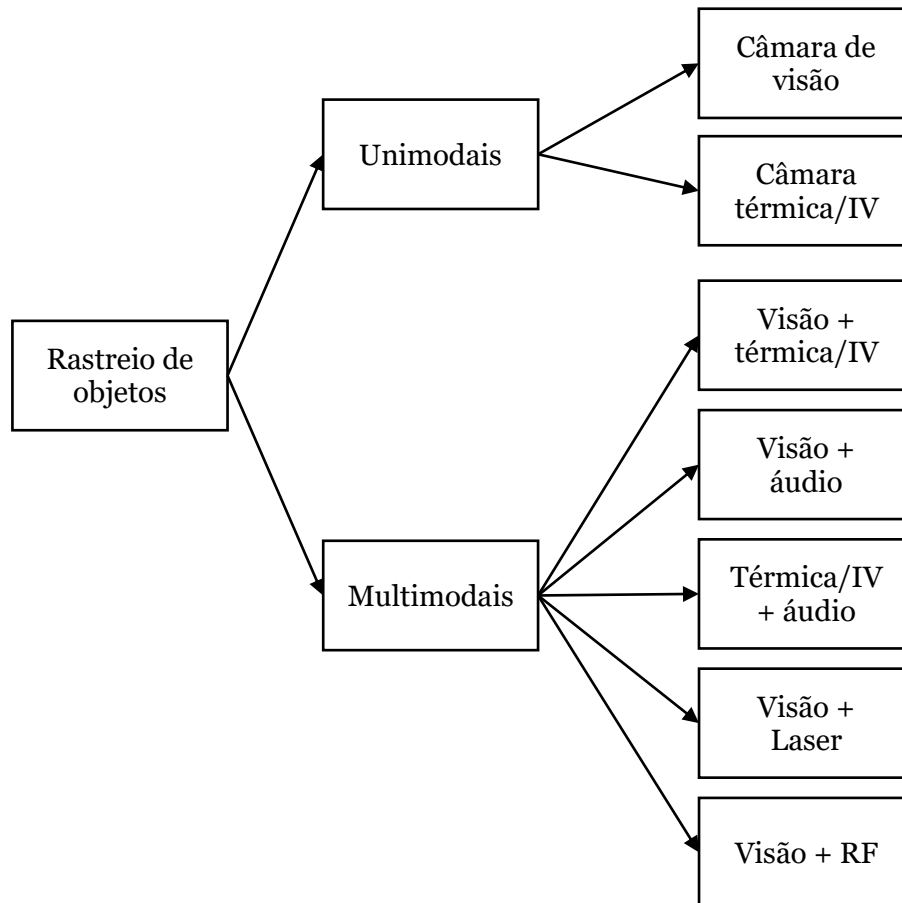 Rastreio de
objetos
Unimodais
Câmara de
visão
Câmara
térmica/IV
Multimodais
Visão +
térmica/IV
Visão +
áudio
Térmica/IV
+ áudio
Visão +
Laser
Visão + RF